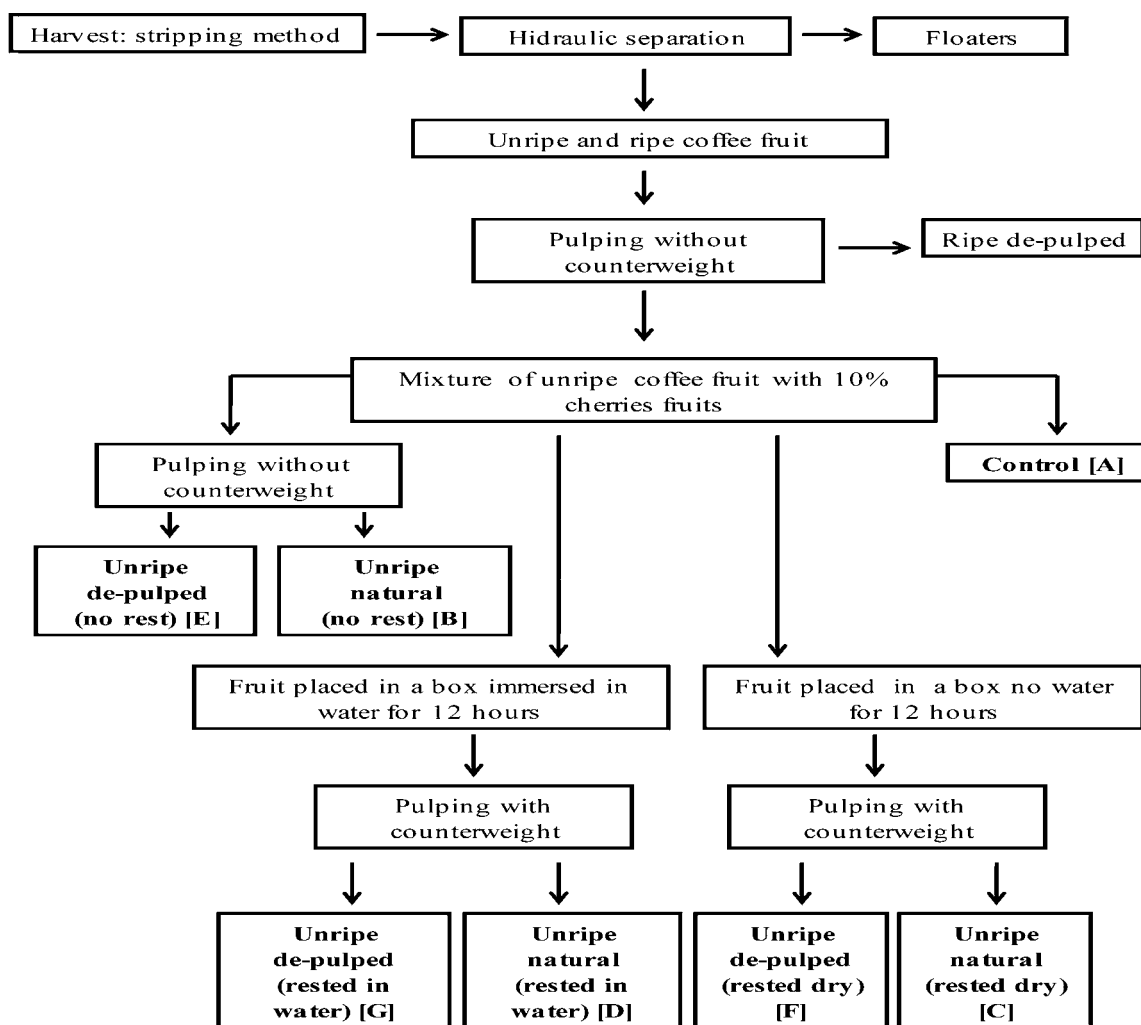 Harvest: stripping method
Hidraulic separation
Floaters
Unripe and ripe coffee fruit
Pulping without
counterweight
Ripe de-pulped
Mixture of unripe coffee fruit with 10%
cherries fruits
Pulping without
counterweight
Control [A]
Unripe
de-pulped
(no rest) [E]
Unripe
natural
(no rest) [B]
Fruit placed in a box immersed in
water for 12 hours
Fruit placed in a box no water
for 12 hours
Pulping with
counterweight
Pulping with
counterweight
Unripe
de-pulped
(rested in
water) [G]
Unripe
natural
(rested in
water) [D]
Unripe
de-pulped
(rested dry)
[F]
Unripe
natural
(rested dry)
[C]